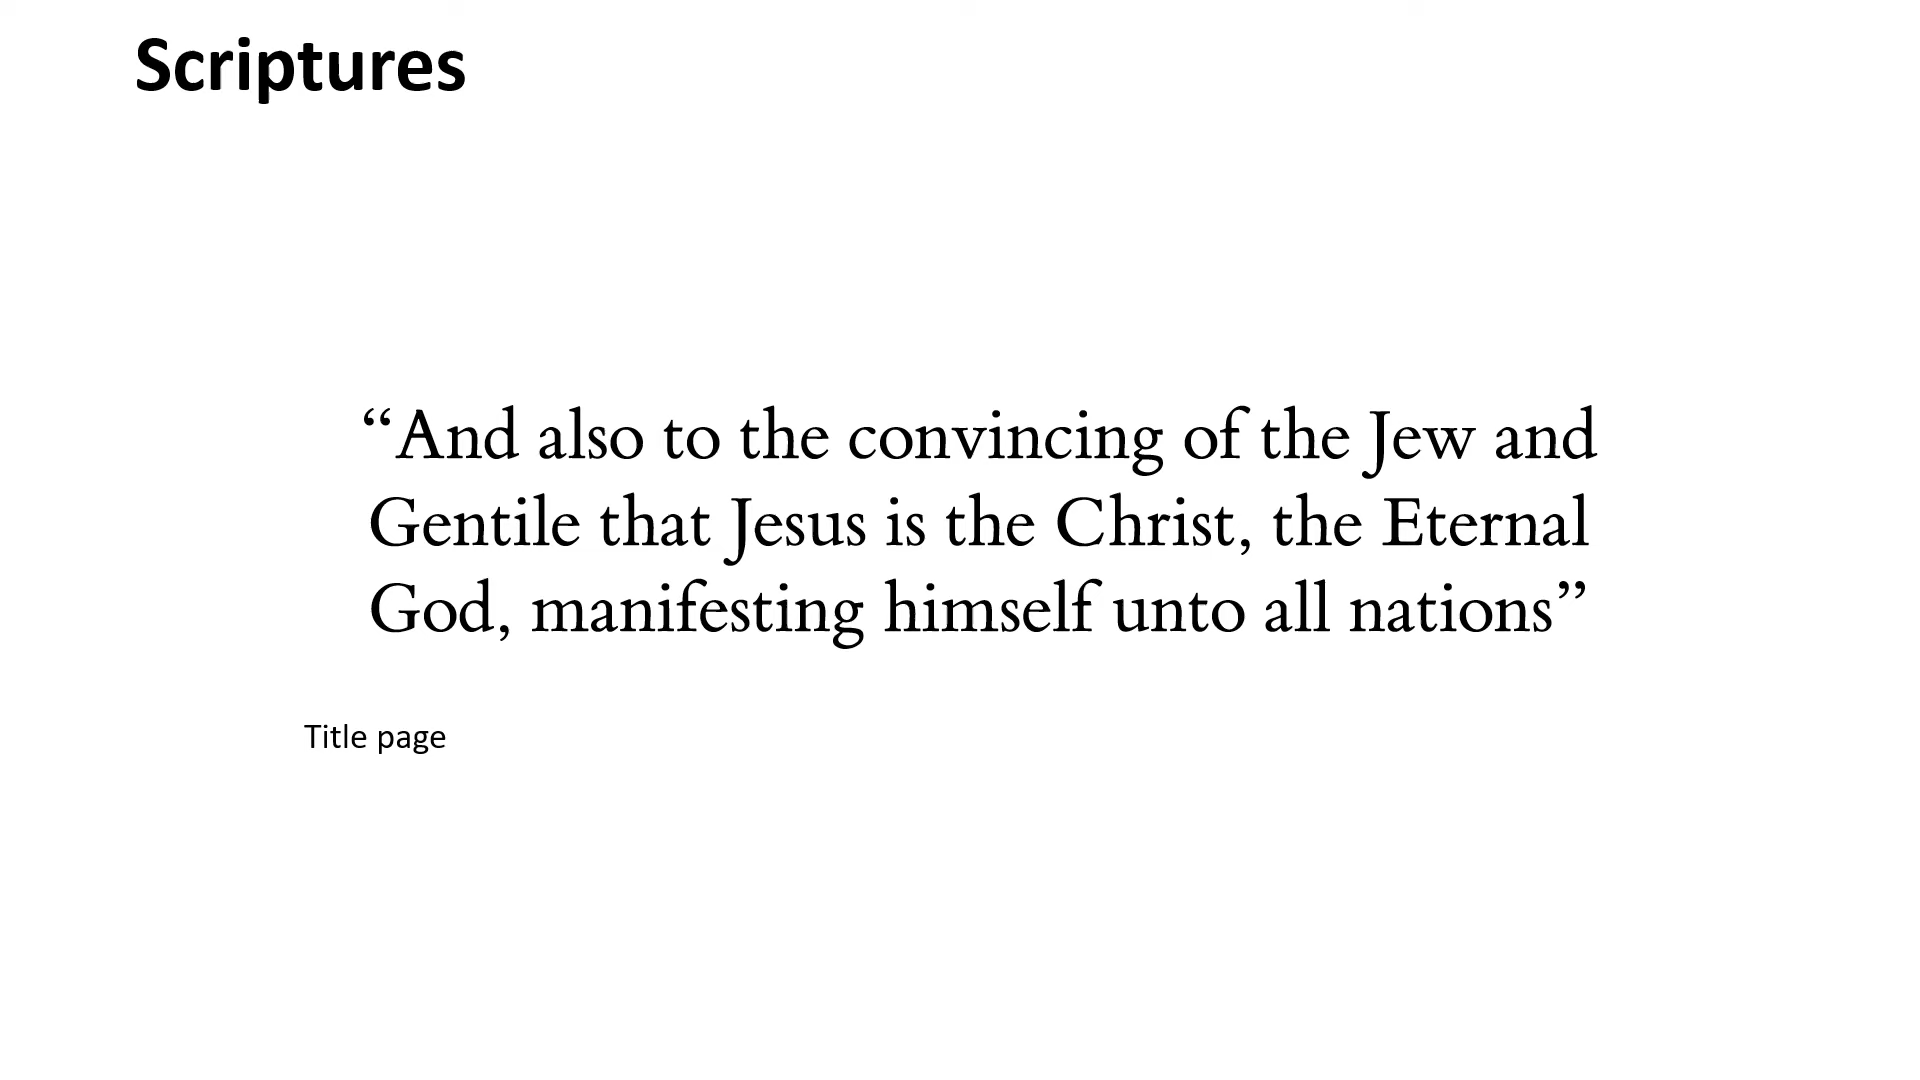 Scriptures
“And also to the convincing of the Jew and
Gentile that Jesus is the Christ, the Eternal
God, manifesting himself unto all nations”
Title page